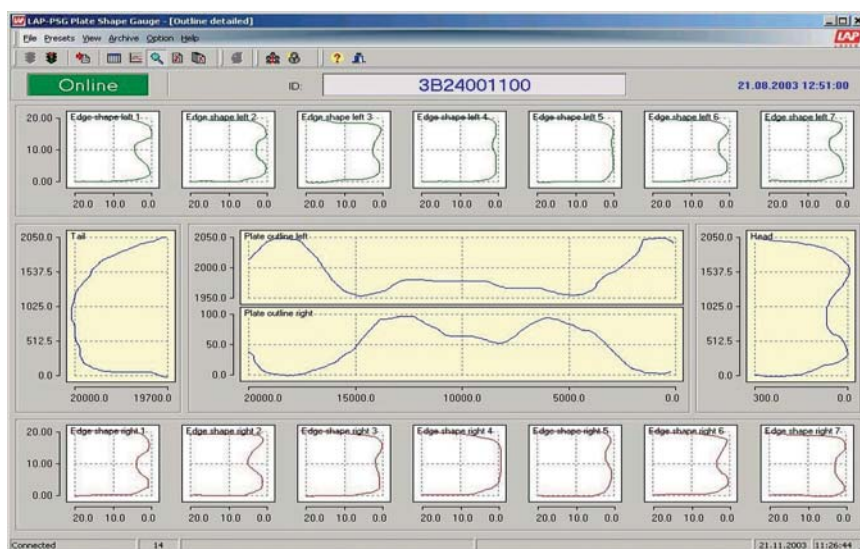 LAP-PSG Plate Shape Gauge - [Outline detailed]
File Presets View Archive Option Help
LAP
LASER
Online
ID:
3B24001100
21.08.2003 12:51:00
20.00
10.00
0.00
Edge shape left 1
Edge shape left 2
Edge shape left 3
Edge shape left 4
Edge shape left 5
Edge shape left 6
Edge shape left 7
20.0 10.0 0.0 20.0 10.0 0.0 20.0 10.0 0.0 20.0 10.0 0.0 20.0 10.0 0.0 20.0 10.0 0.0 20.0 10.0 0.0
2050.0
1537.5
1025.0
512.5
0.0
Tail
20000.0 19700.0
2050.0
2000.0
1950.0
Plate outline left
100.0
50.0
0.0
Plate outline right
20000.0 15000.0 10000.0 5000.0 0.0
2050.0
1537.5
1025.0
512.5
0.0
Head
300.0 0.0
20.00
10.00
0.00
Edge shape right 1
Edge shape right 2
Edge shape right 3
Edge shape right 4
Edge shape right 5
Edge shape right 6
Edge shape right 7
20.0 10.0 0.0 20.0 10.0 0.0 20.0 10.0 0.0 20.0 10.0 0.0 20.0 10.0 0.0 20.0 10.0 0.0 20.0 10.0 0.0
Connected 14 21.11.2003 11:26:44